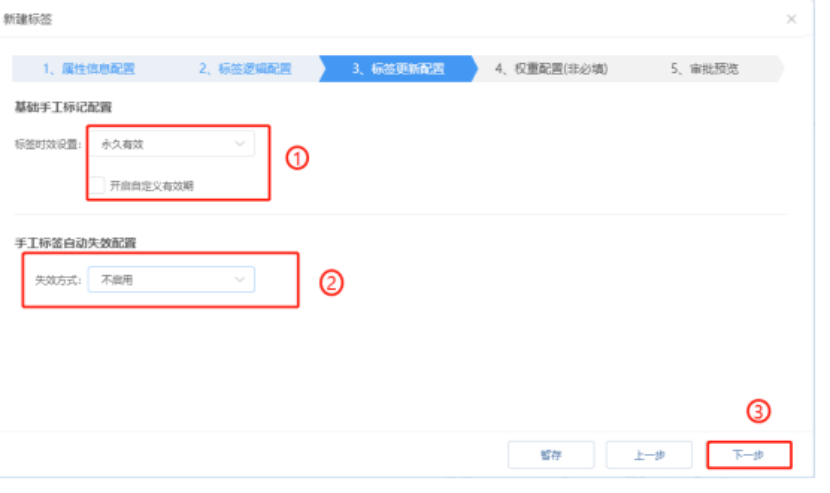 新建标签
1、属性信息配置 2、标签逻辑配置 3、标签更新配置 4、权重配置(非必填) 5、审批预览
基础手工标记配置
标签时效设置: 永久有效
①
开启自定义有效期
手工标签自动失效配置
失效方式: 不启用
②
③
暂存 上一步 下一步